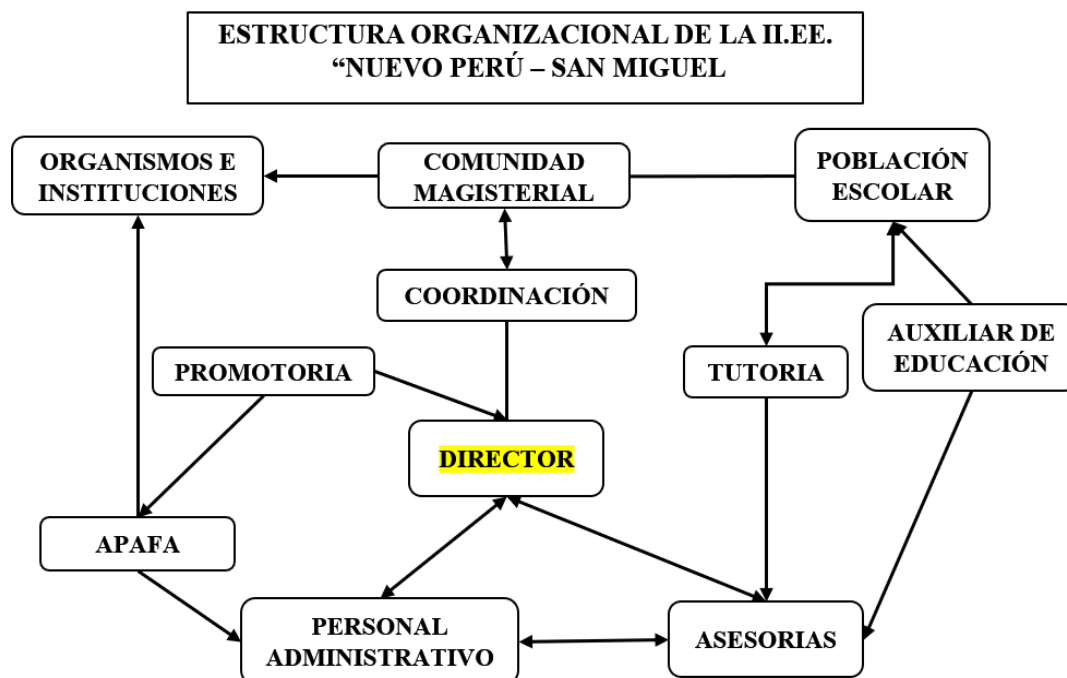 ESTRUCTURA ORGANIZACIONAL DE LA II.EE.
“NUEVO PERÚ – SAN MIGUEL
ORGANISMOS E
INSTITUCIONES
COMUNIDAD
MAGISTERIAL
POBLACIÓN
ESCOLAR
COORDINACIÓN
PROMOTORIA
TUTORIA
AUXILIAR DE
EDUCACIÓN
DIRECTOR
APAFA
PERSONAL
ADMINISTRATIVO
ASESORIAS